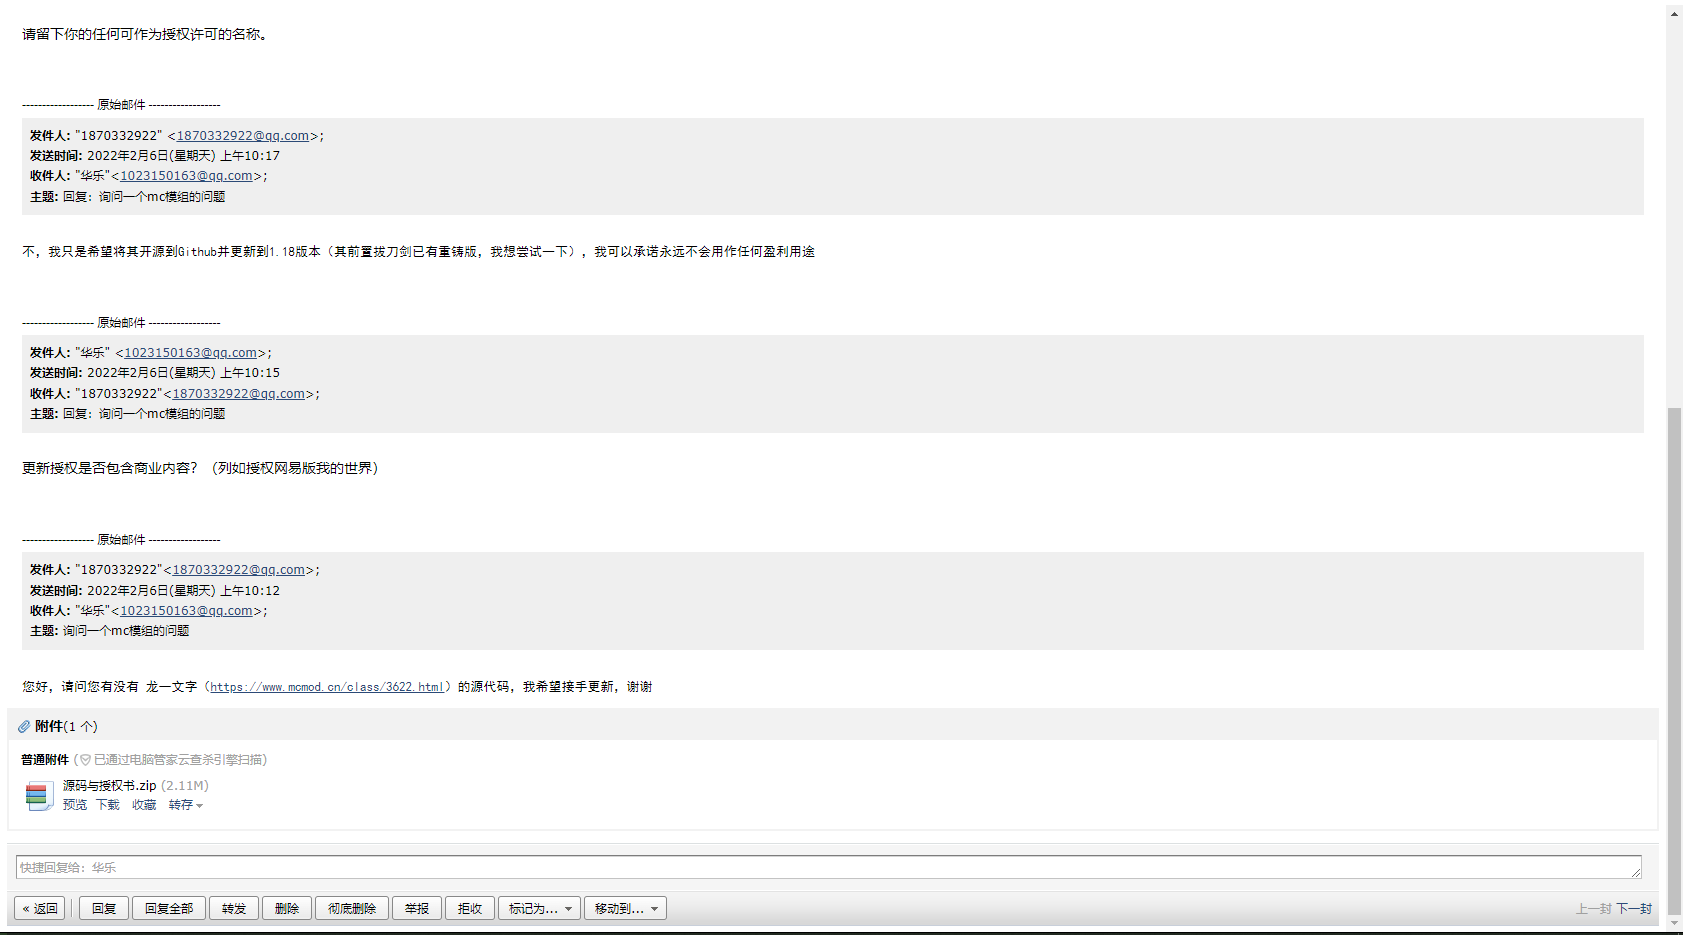 请留下你的任何可作为授权许可的名称。
------------------ 原始邮件 ------------------
发件人: "1870332922" <1870332922@qq.com>;
发送时间: 2022年2月6日(星期天) 上午10:17
收件人: "华乐"<1023150163@qq.com>;
主题: 回复：询问一个mc模组的问题
不，我只是希望将其开源到Github并更新到1.18版本（其前置拔刀剑已有重铸版，我想尝试一下），我可以承诺永远不会用作任何盈利用途
------------------ 原始邮件 ------------------
发件人: "华乐" <1023150163@qq.com>;
发送时间: 2022年2月6日(星期天) 上午10:15
收件人: "1870332922"<1870332922@qq.com>;
主题: 回复：询问一个mc模组的问题
更新授权是否包含商业内容？（列如授权网易版我的世界）
------------------ 原始邮件 ------------------
发件人: "1870332922"<1870332922@qq.com>;
发送时间: 2022年2月6日(星期天) 上午10:12
收件人: "华乐"<1023150163@qq.com>;
主题: 询问一个mc模组的问题
您好，请问您有没有 龙一文字（https://www.mcmod.cn/class/3622.html）的源代码，我希望接手更新，谢谢
附件(1 个)
普通附件 (已通过电脑管家云查杀引擎扫描)
源码与授权书.zip (2.11M)
预览 下载 收藏 转存
快捷回复给：华乐
« 返回 回复 回复全部 转发 删除 彻底删除 举报 拒收 标记为... 移动到... 上一封 下一封